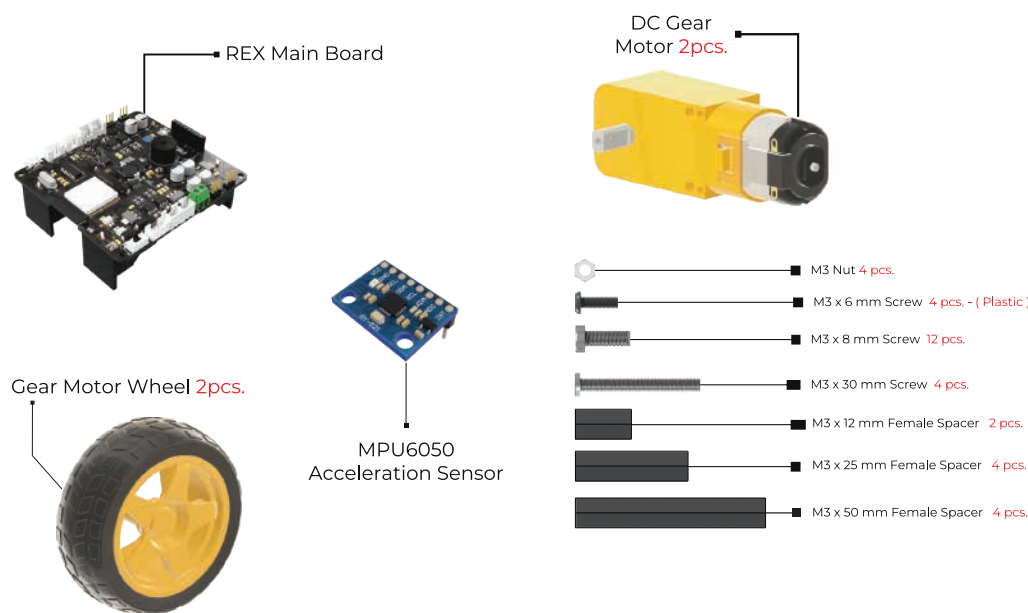 REX Main Board
DC Gear
Motor 2pcs.
M3 Nut 4 pcs.
M3 x 6 mm Screw 4 pcs. - ( Plastic )
M3 x 8 mm Screw 12 pcs.
Gear Motor Wheel 2pcs.
M3 x 30 mm Screw 4 pcs.
M3 x 12 mm Female Spacer 2 pcs.
MPU6050
Acceleration Sensor
M3 x 25 mm Female Spacer 4 pcs.
M3 x 50 mm Female Spacer 4 pcs.